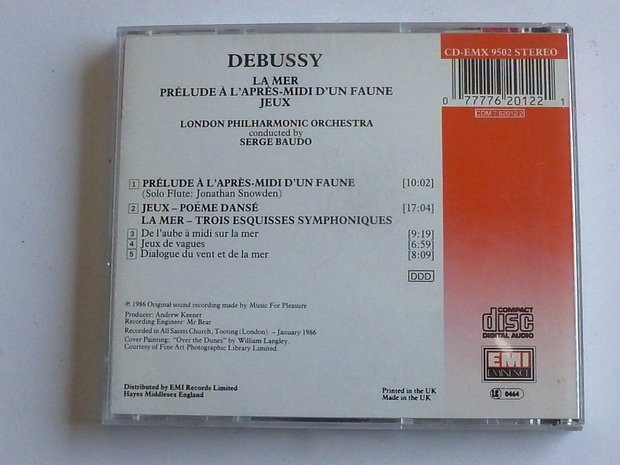 DEBUSSY
LA MER
PRÉLUDE À L'APRÈS-MIDI D'UN FAUNE
JEUX
LONDON PHILHARMONIC ORCHESTRA
conducted by
SERGE BAUDO
CD-EMX 9502 STEREO
0 77776 20122 1
CDM 7 62012 2
1 PRÉLUDE À L'APRÈS-MIDI D'UN FAUNE [10:02]
(Solo Flute: Jonathan Snowden)
2 JEUX – POÉME DANSÉ [17:04]
LA MER – TROIS ESQUISSES SYMPHONIQUES
3 De l'aube à midi sur la mer [9:19]
4 Jeux de vagues [6:59]
5 Dialogue du vent et de la mer [8:09]
DDD
℗ 1986 Original sound recording made by Music For Pleasure
Producer: Andrew Keener
Recording Engineer: Mr Bear
Recorded in All Saints Church, Tooting (London) – January 1986
Cover Painting: "Over the Dunes" by William Langley.
Courtesy of Fine Art Photographic Library Limited.
COMPACT
disc
DIGITAL AUDIO
EMI
EMINENCE
Distributed by EMI Records Limited
Hayes Middlesex England
Printed in the UK
Made in the UK
LC 0464